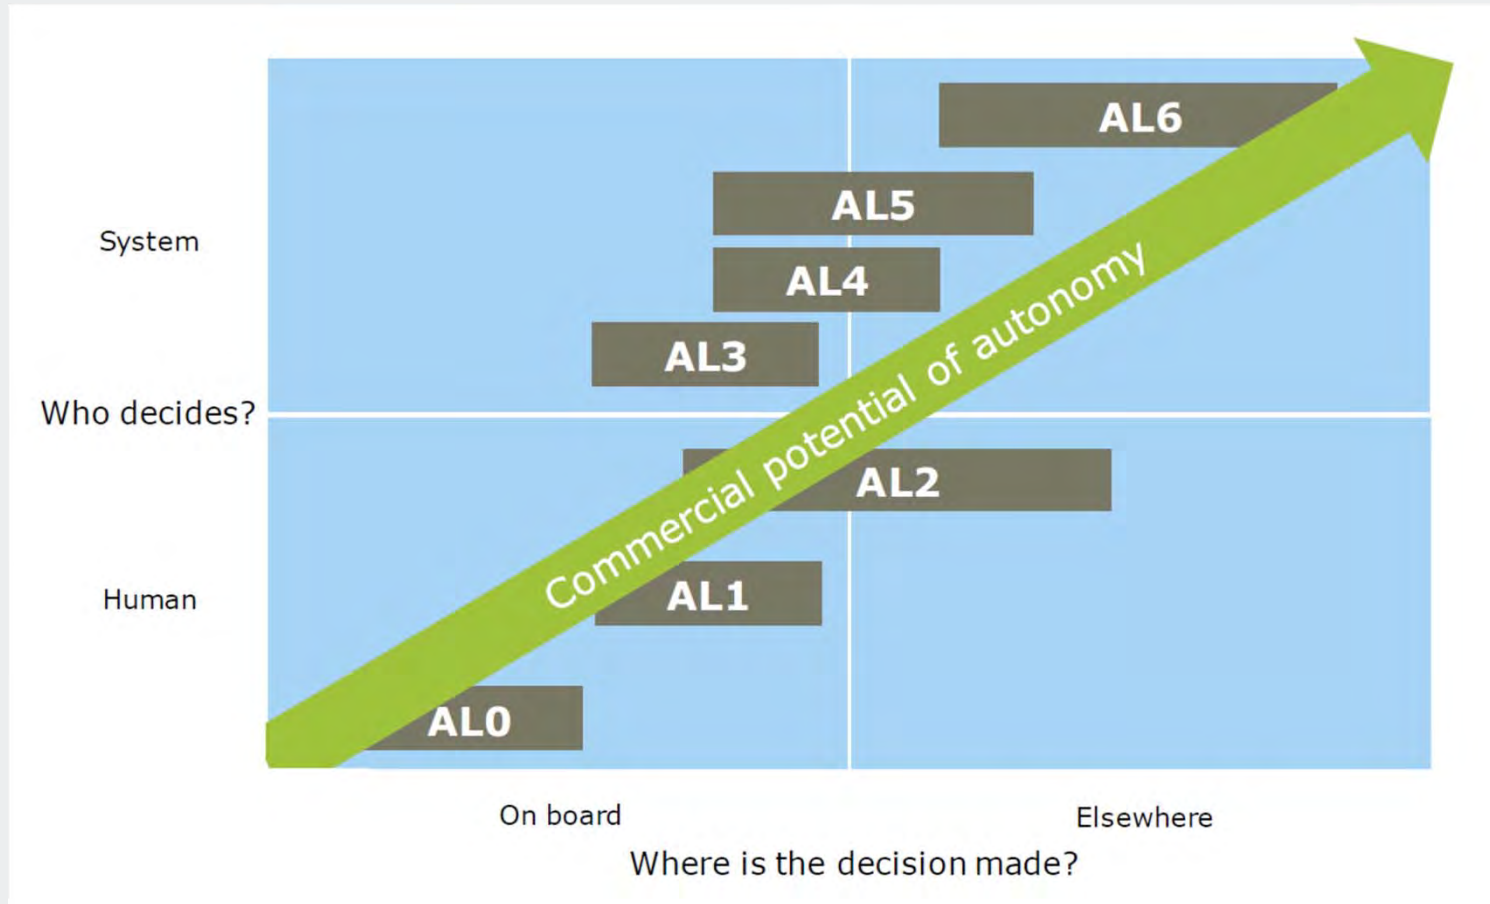 AL6
AL5
System
AL4
AL3
Who decides?
Commercial potential of autonomy
AL2
Human
AL1
AL0
On board
Elsewhere
Where is the decision made?